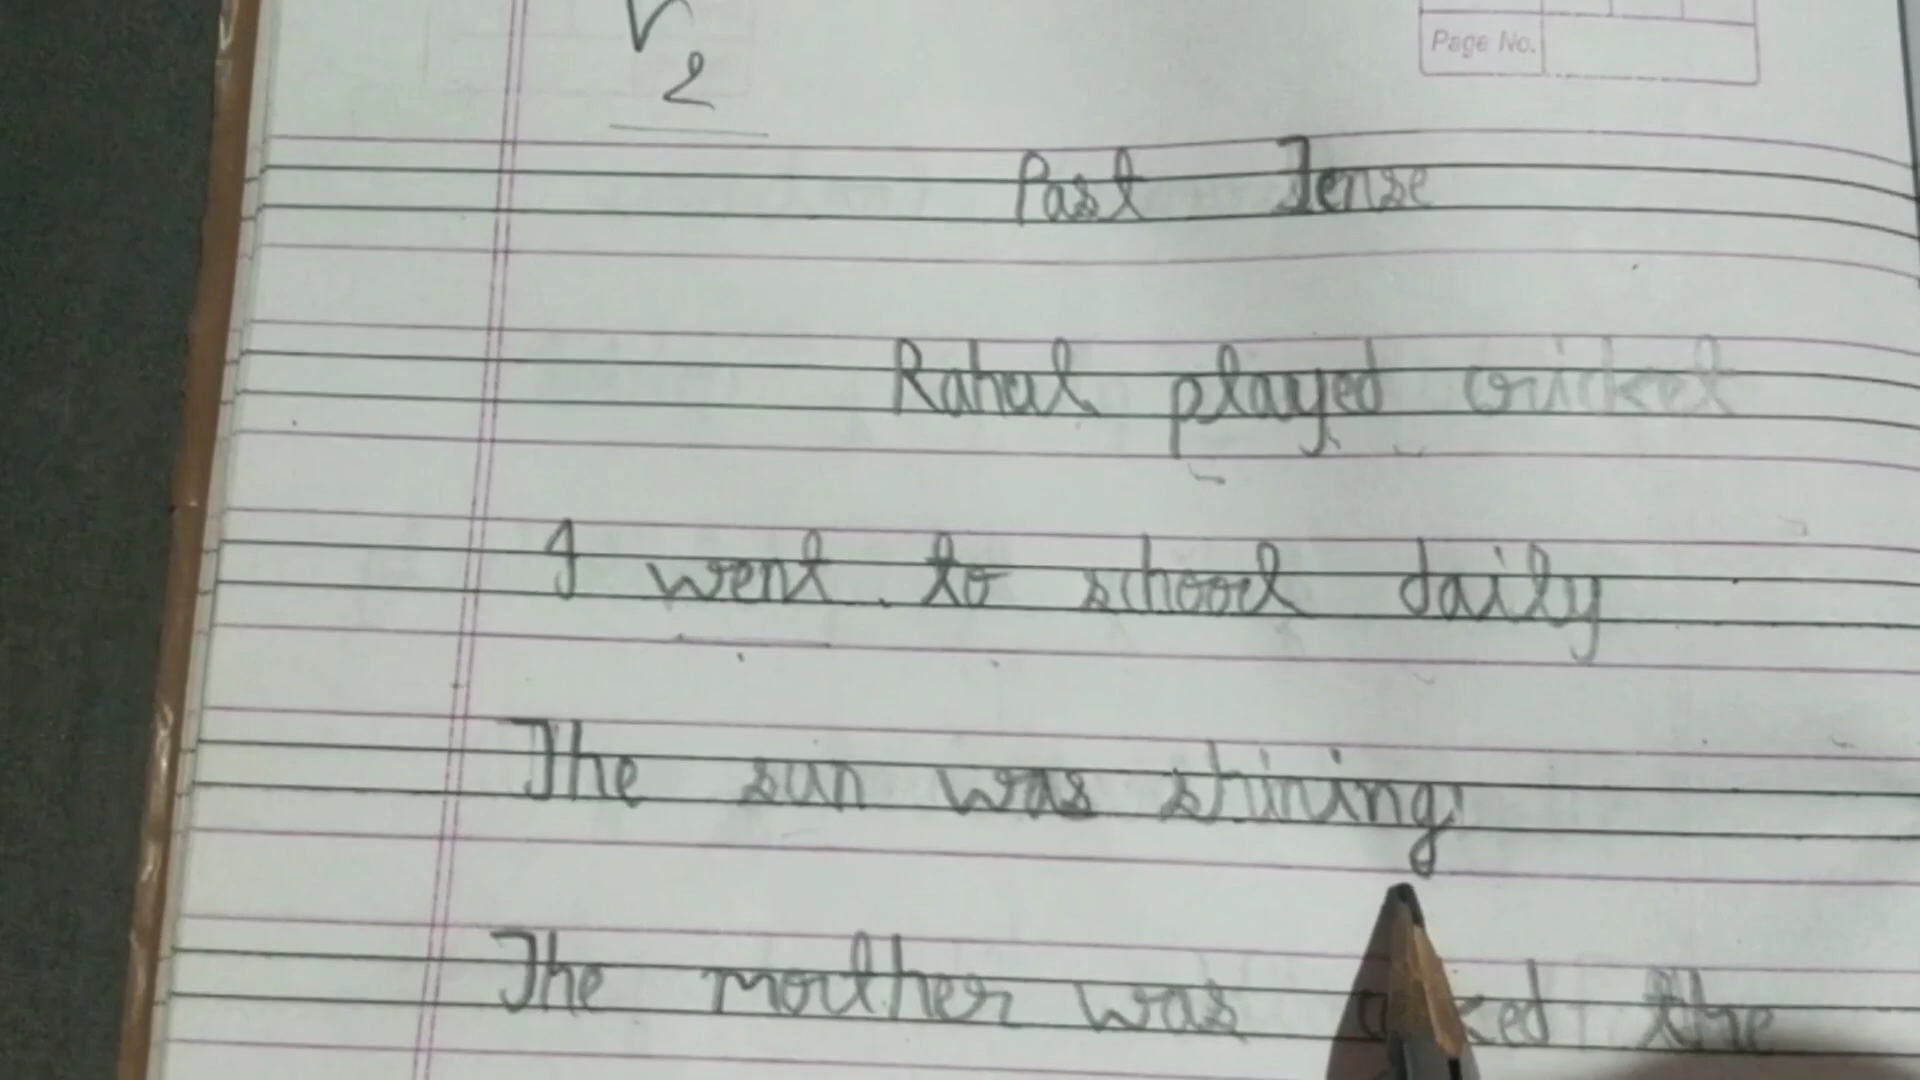 V2
Page No.
Past Tense
Rahul played cricket
I went to school daily
The sun was shining
The mother was the